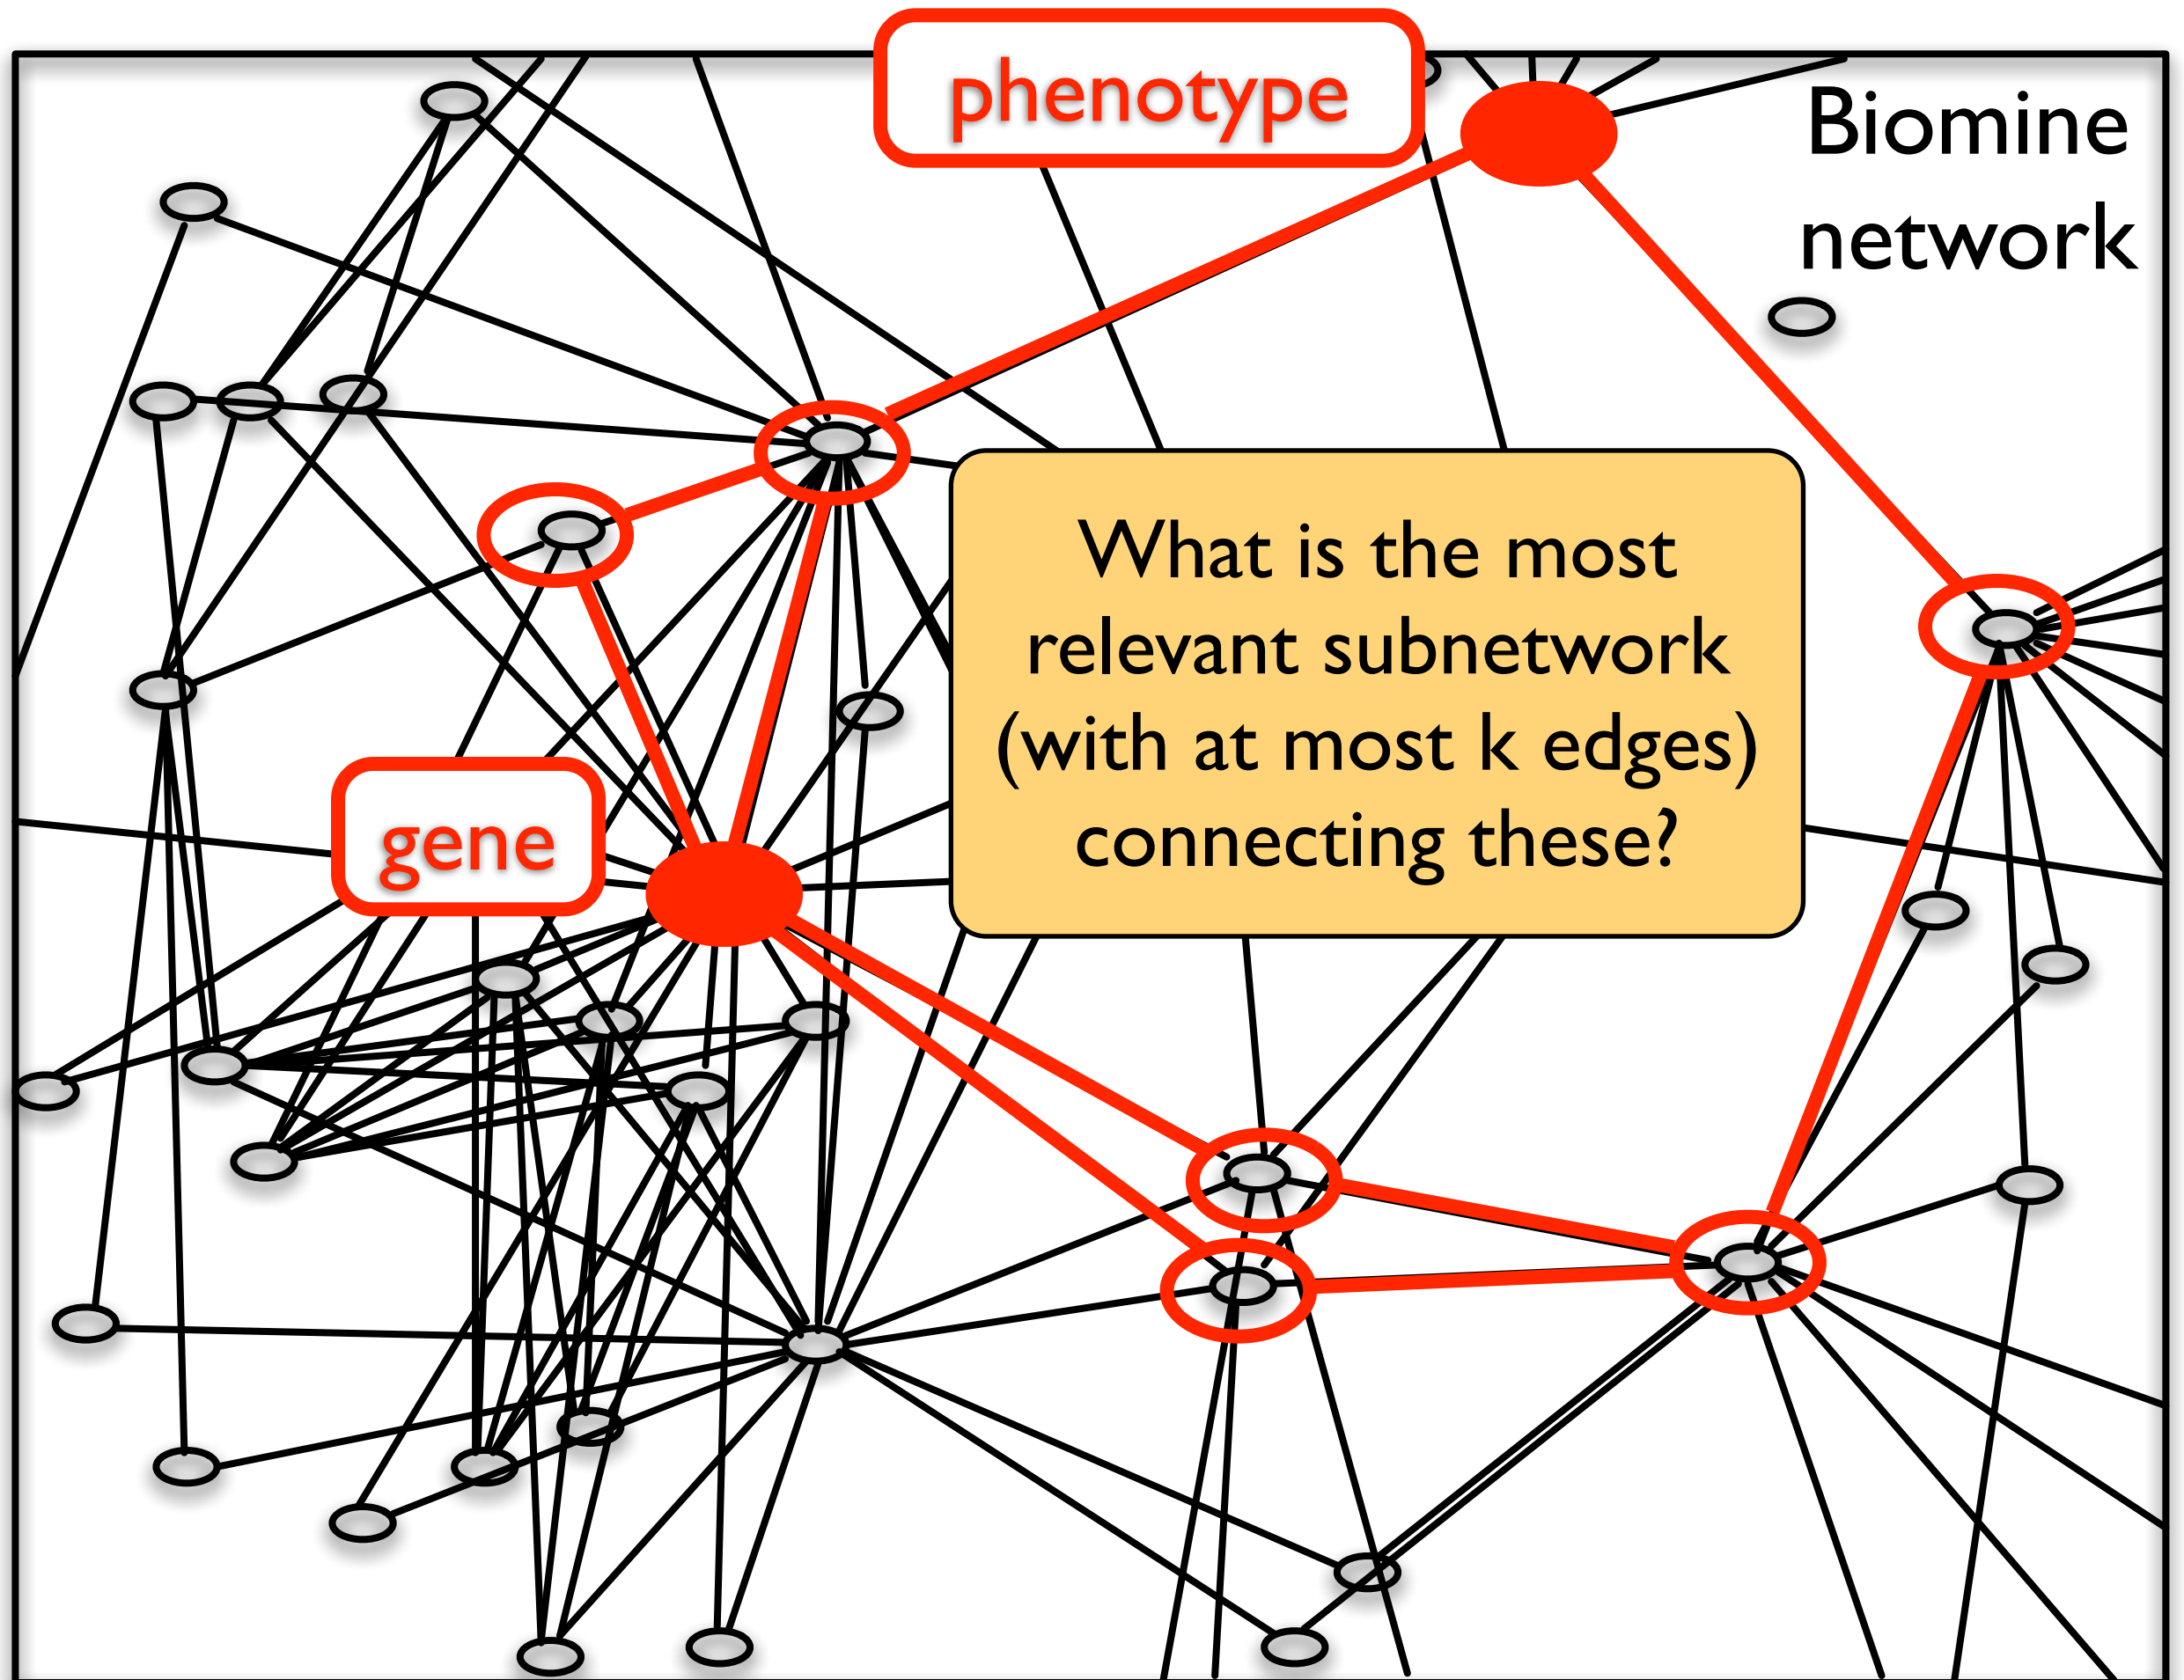 phenotype
Biomine
network
What is the most
relevant subnetwork
(with at most k edges)
connecting these?
gene